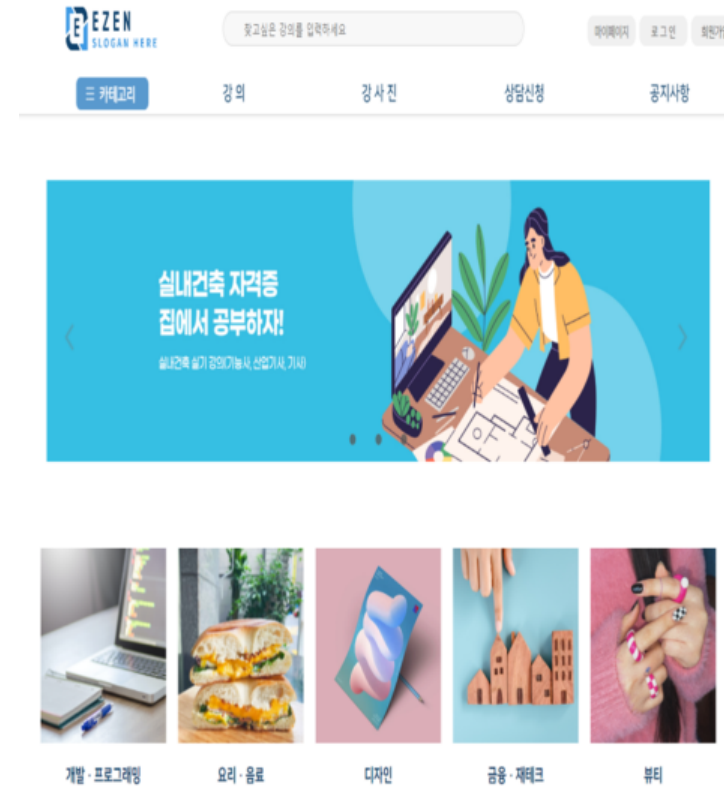 EZEN
SLOGAN HERE
찾고싶은 강의를 입력하세요
마이페이지 로그인
三 카테고리 강의 강사진 상담신청 공지사항
실내건축 자격증
집에서 공부하자!
실내건축 실기 강의(기능사, 산업기사, 기사)
개발 · 프로그래밍 요리 · 음료 디자인 금융 · 재테크 뷰티